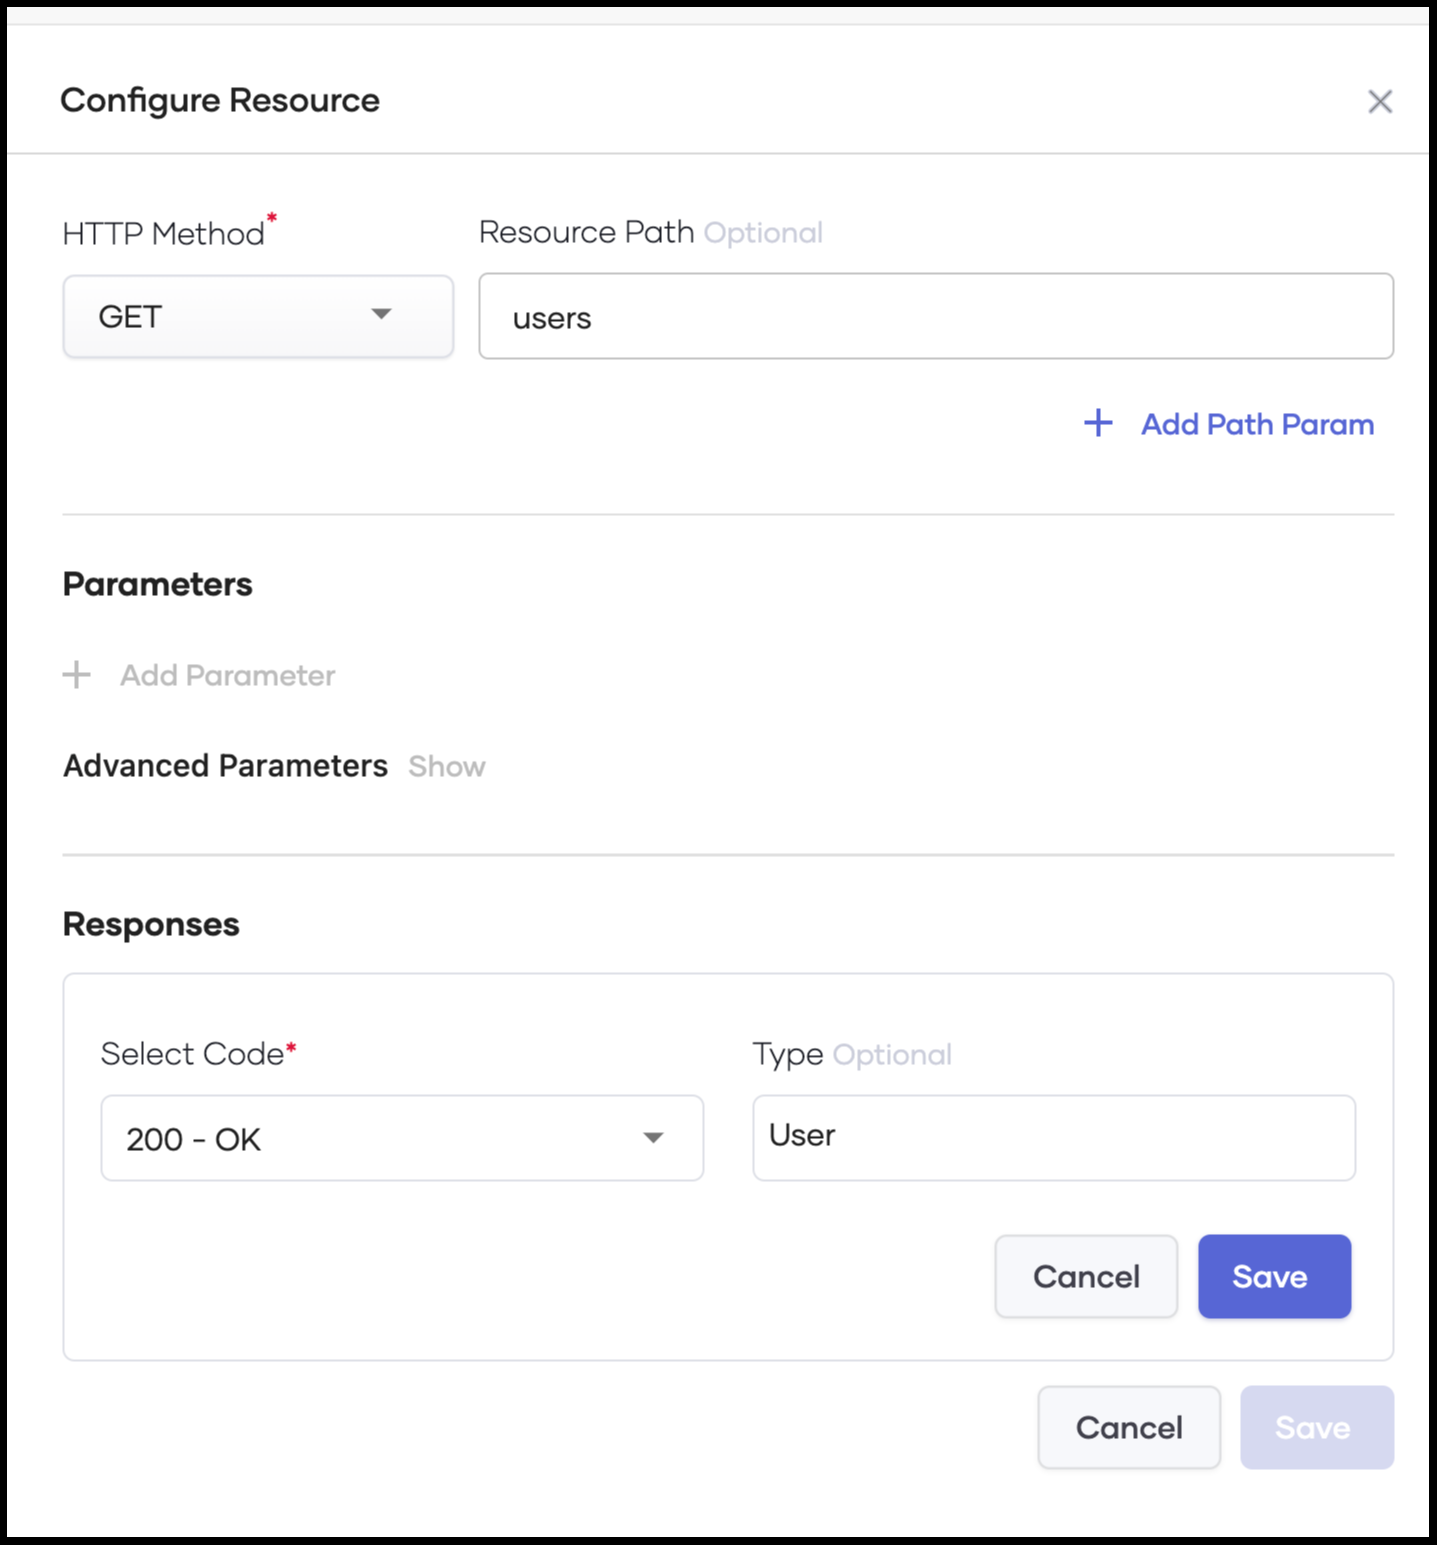 Configure Resource
HTTP Method*
Resource Path Optional
GET
users
+ Add Path Param
Parameters
+ Add Parameter
Advanced Parameters Show
Responses
Select Code*
Type Optional
200 - OK
User
Cancel
Save
Cancel
Save